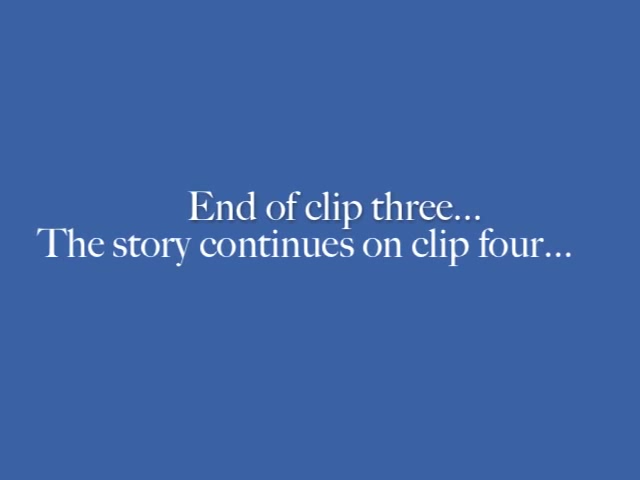 End of clip three...
The story continues on clip four...